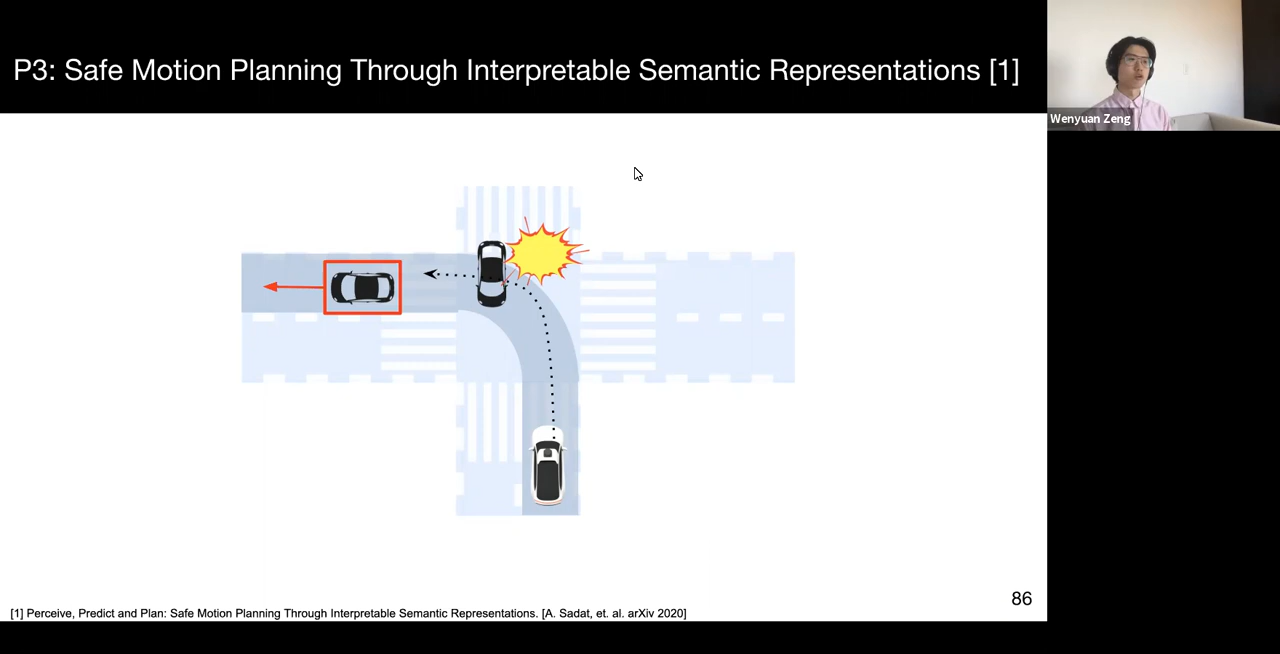 P3: Safe Motion Planning Through Interpretable Semantic Representations [1]
Wenyuan Zeng
86
[1] Perceive, Predict and Plan: Safe Motion Planning Through Interpretable Semantic Representations. [A. Sadat, et. al. arXiv 2020]